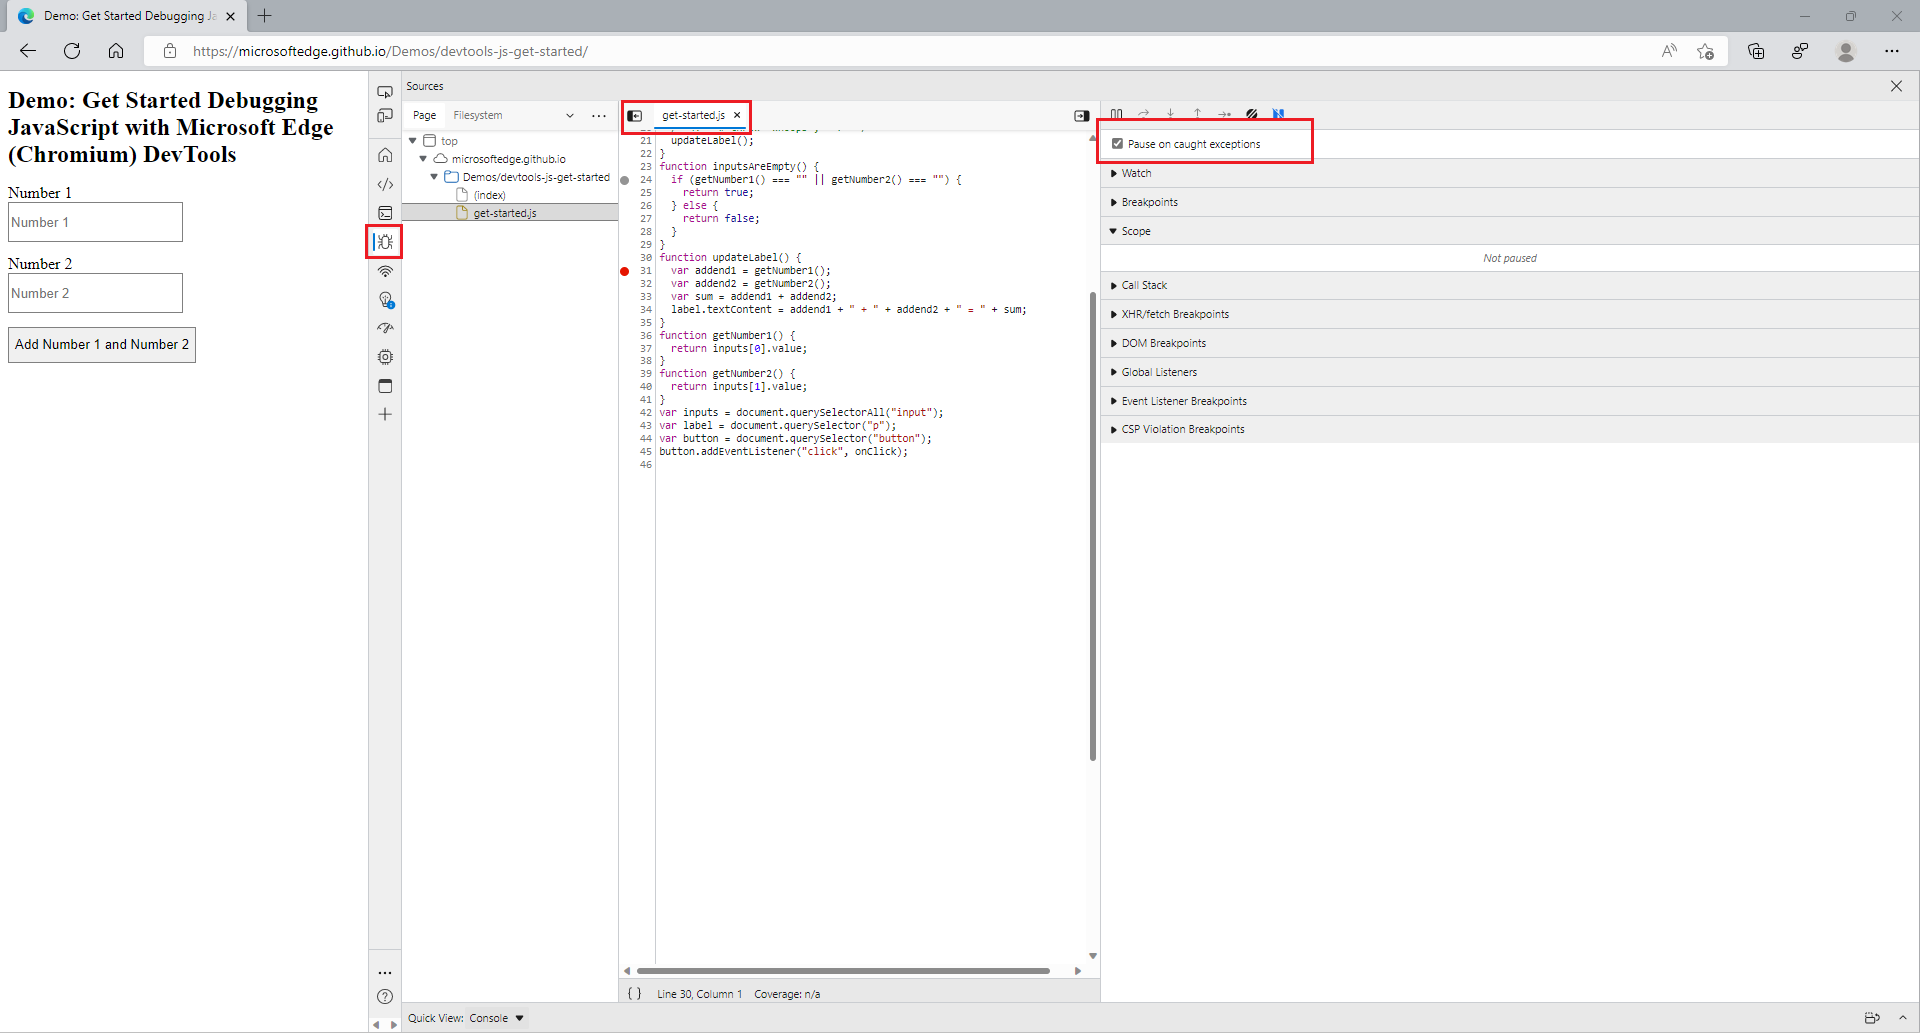 Demo: Get Started Debugging Ja
https://microsoftedge.github.io/Demos/devtools-js-get-started/
Demo: Get Started Debugging
JavaScript with Microsoft Edge
(Chromium) DevTools
Number 1
Number 1
Number 2
Number 2
Add Number 1 and Number 2
Sources
Page Filesystem
top
microsoftedge.github.io
Demos/devtools-js-get-started
(index)
get-started.js
get-started.js
21 updateLabel();
22 }
23 function inputsAreEmpty() {
24 if (getNumber1() === "" || getNumber2() === "") {
25 return true;
26 } else {
27 return false;
28 }
29 }
30 function updateLabel() {
31 var addend1 = getNumber1();
32 var addend2 = getNumber2();
33 var sum = addend1 + addend2;
34 label.textContent = addend1 + " + " + addend2 + " = " + sum;
35 }
36 function getNumber1() {
37 return inputs[0].value;
38 }
39 function getNumber2() {
40 return inputs[1].value;
41 }
42 var inputs = document.querySelectorAll("input");
43 var label = document.querySelector("p");
44 var button = document.querySelector("button");
45 button.addEventListener("click", onClick);
46
{ } Line 30, Column 1 Coverage: n/a
Pause on caught exceptions
Watch
Breakpoints
Scope
Not paused
Call Stack
XHR/fetch Breakpoints
DOM Breakpoints
Global Listeners
Event Listener Breakpoints
CSP Violation Breakpoints
Quick View: Console